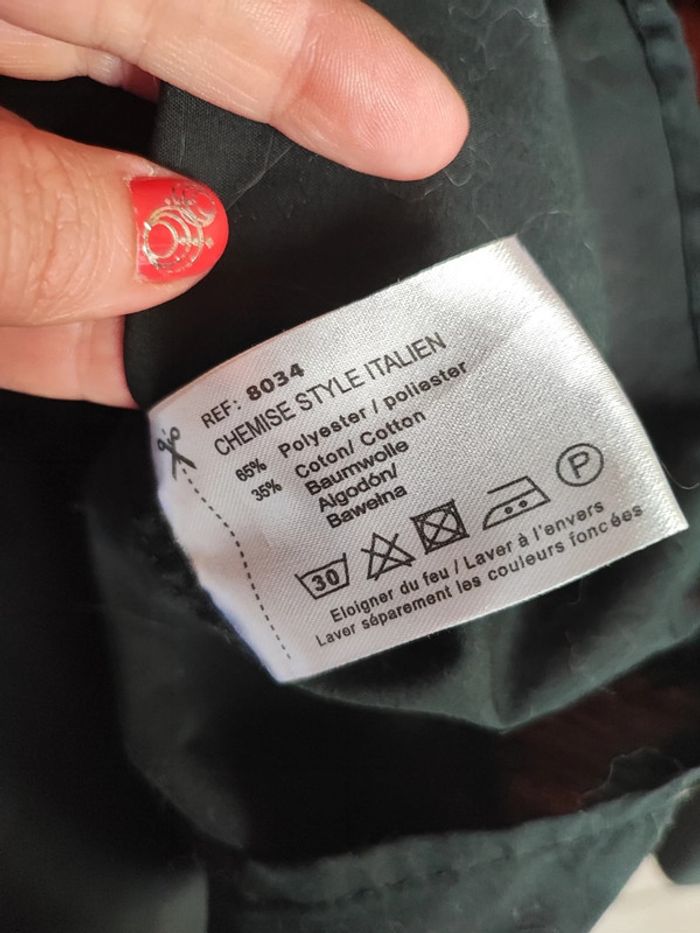 REF: 8034
CHEMISE STYLE ITALIEN
65% Polyester / poliester
35% Coton/ Cotton
Baumwolle
Algodón/
Bawełna
30
P
Eloigner du feu / Laver à l'envers
Laver séparement les couleurs foncées